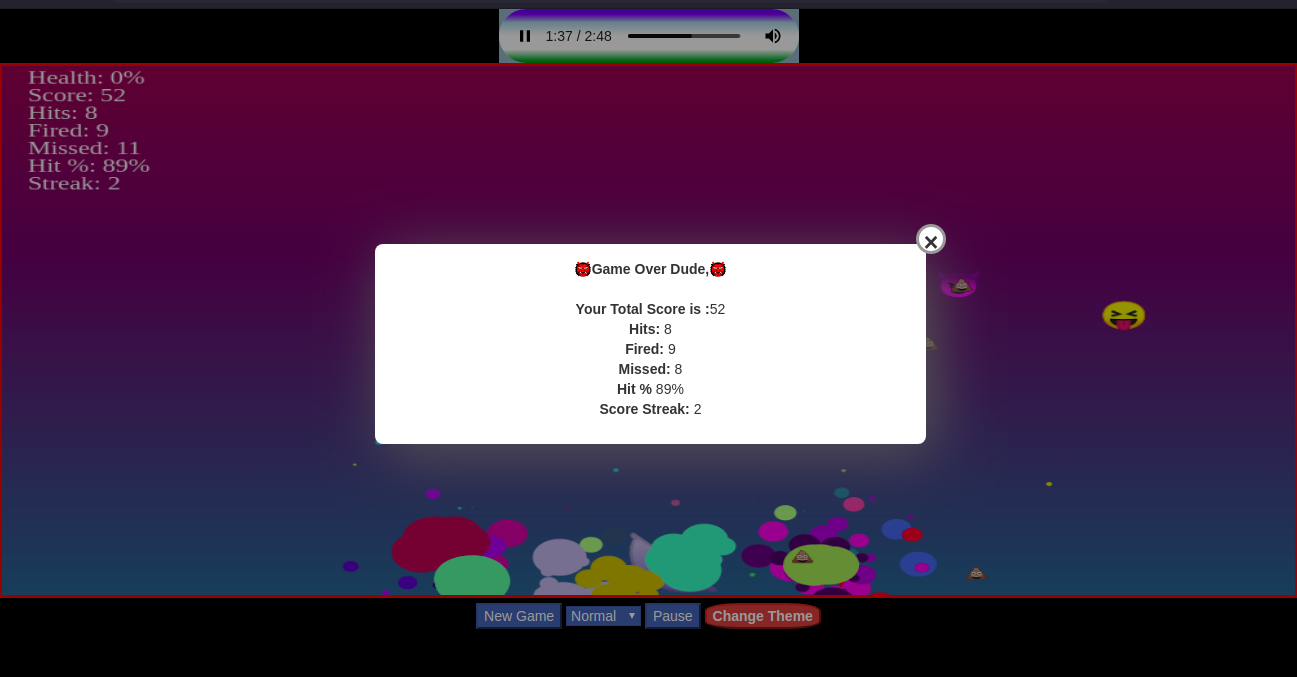 1:37 / 2:48
Health: 0%
Score: 52
Hits: 8
Fired: 9
Missed: 11
Hit %: 89%
Streak: 2
×
👹Game Over Dude,👹
Your Total Score is :52
Hits: 8
Fired: 9
Missed: 8
Hit % 89%
Score Streak: 2
New Game Normal ▼ Pause Change Theme